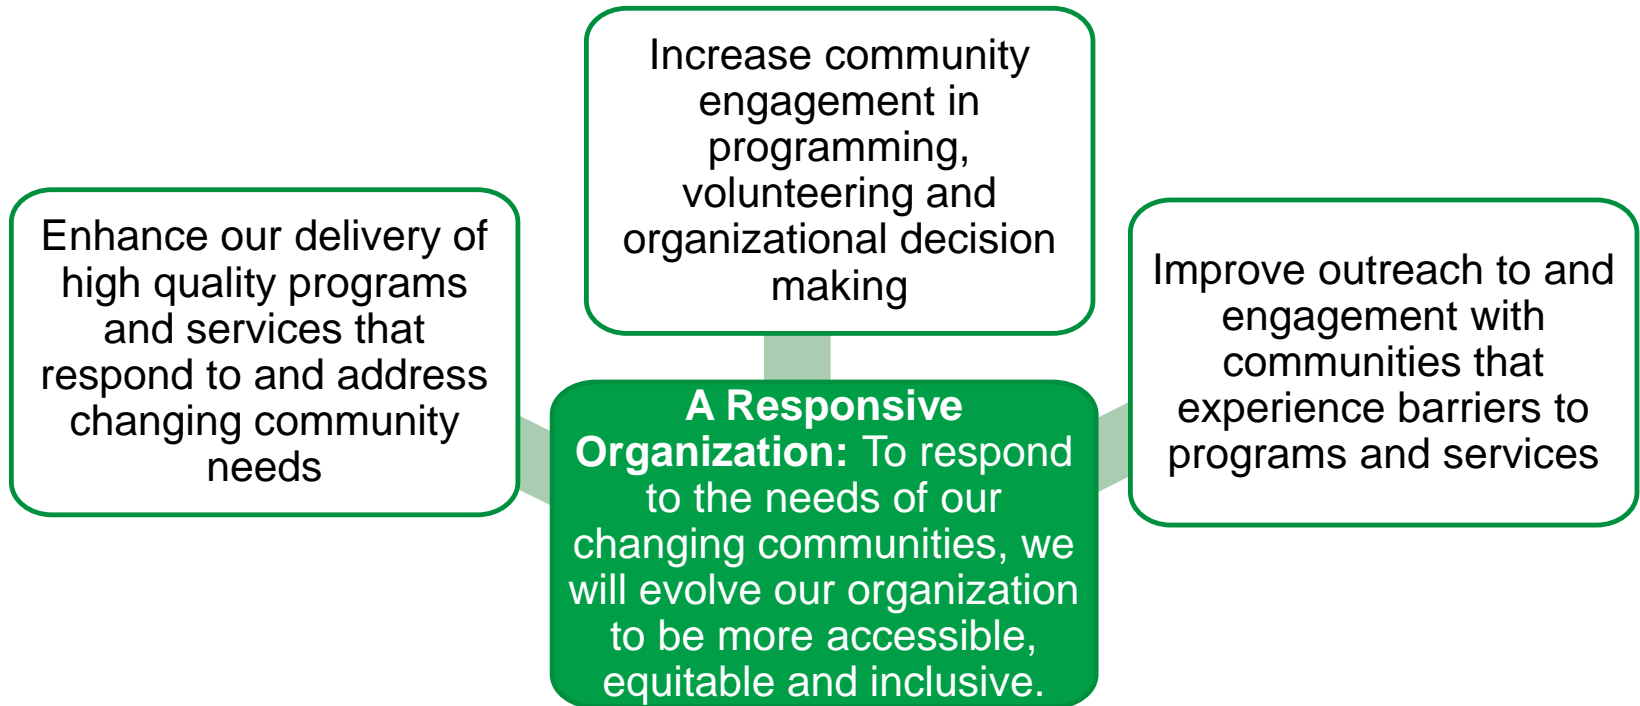 Increase community
engagement in
programming,
volunteering and
organizational decision
making
Enhance our delivery of
high quality programs
and services that
respond to and address
changing community
needs
Improve outreach to and
engagement with
communities that
experience barriers to
programs and services
A Responsive
Organization: To respond
to the needs of our
changing communities, we
will evolve our organization
to be more accessible,
equitable and inclusive.